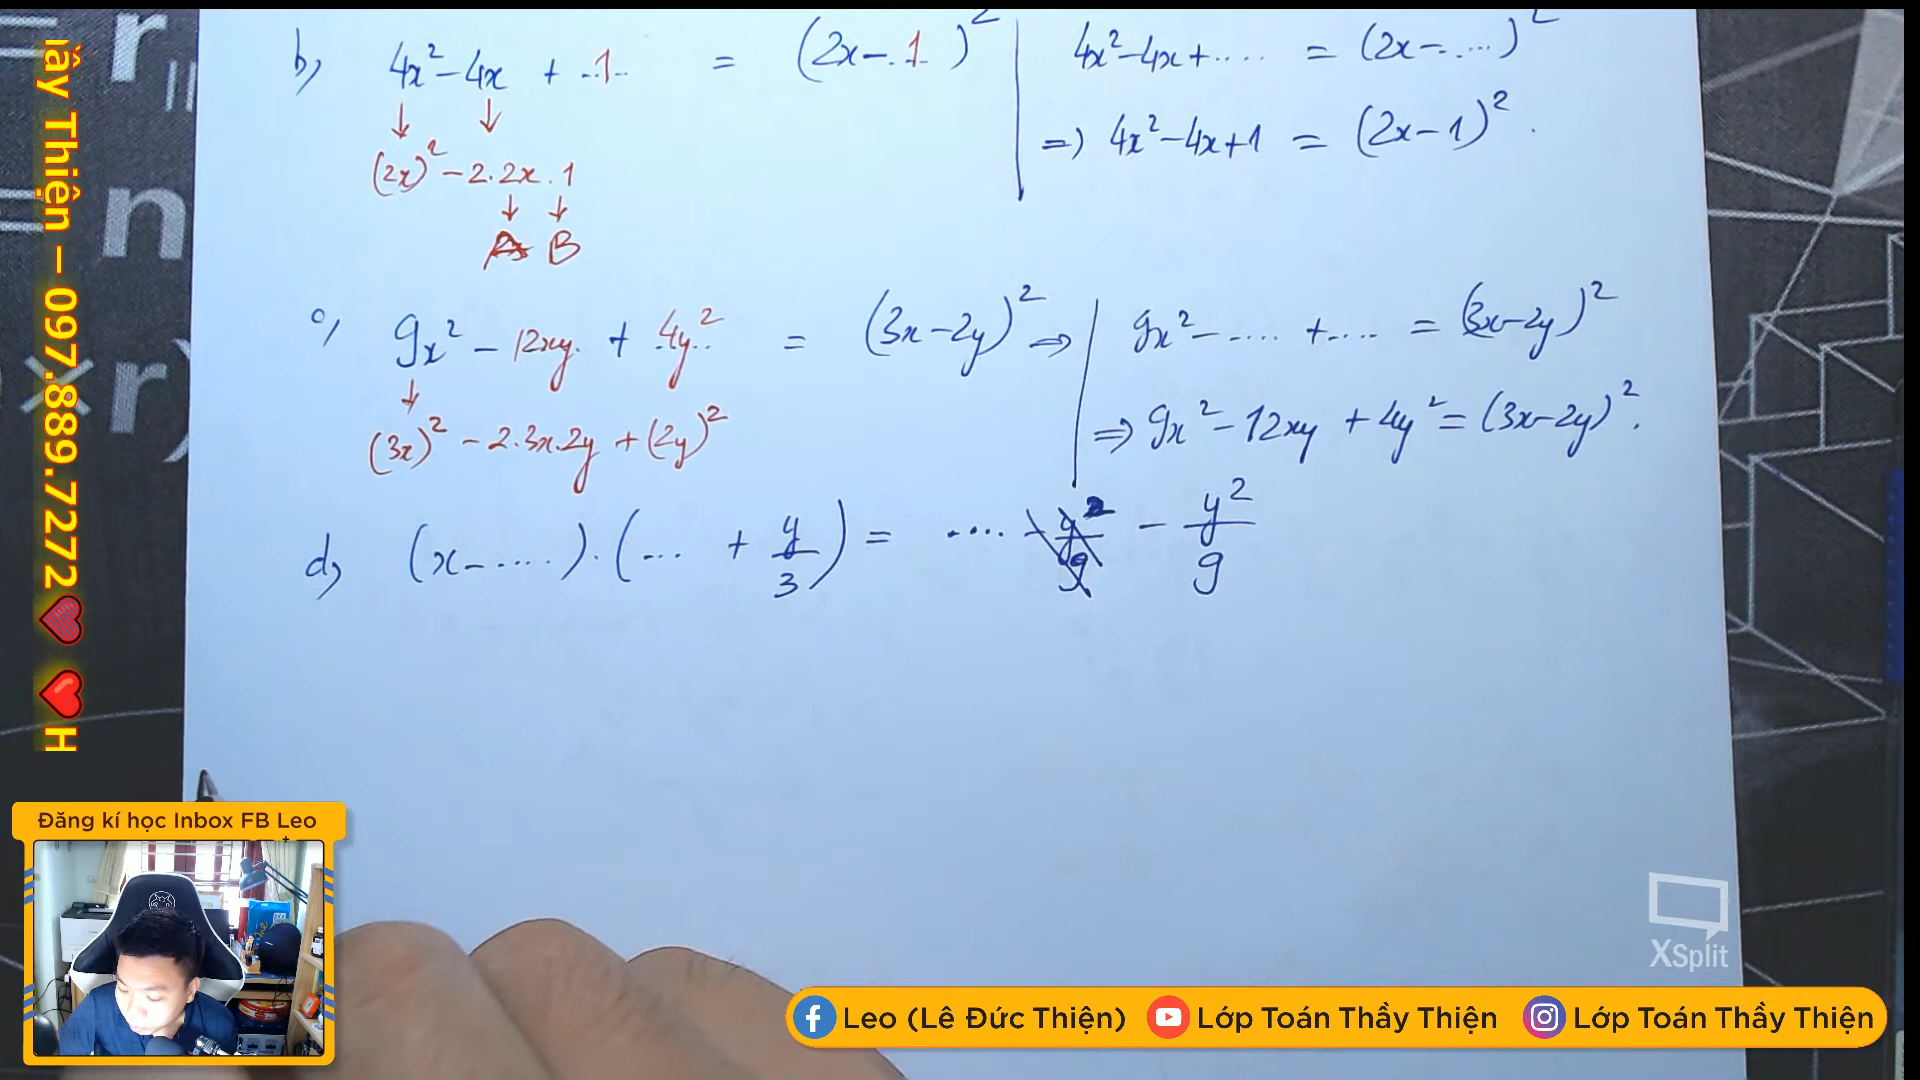 b, 4x² − 4x + ..1.. = (2x − .1. )² | 4x² − 4x + .... = (2x − ....)²
(2x)² − 2.2x.1 ⇒ 4x² − 4x + 1 = (2x − 1)².
A B
c, 9x² − 12xy. + .4y².. = (3x − 2y)² ⇒ | 9x² − .... + .... = (3x − 2y)²
(3x)² − 2.3x.2y + (2y)² ⇒ 9x² − 12xy + 4y² = (3x − 2y)².
d, (x − .....).(... + y/3) = .... − y²/9
ầy Thiện – 097.889.7272❤️ ❤️H
Đăng kí học Inbox FB Leo
XSplit
Leo (Lê Đức Thiện) Lớp Toán Thầy Thiện Lớp Toán Thầy Thiện